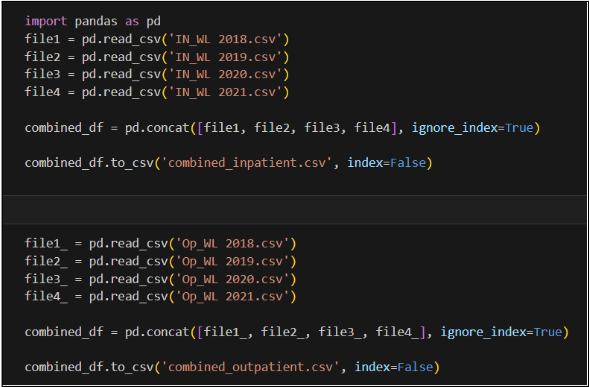 import pandas as pd
file1 = pd.read_csv('IN_WL 2018.csv')
file2 = pd.read_csv('IN_WL 2019.csv')
file3 = pd.read_csv('IN_WL 2020.csv')
file4 = pd.read_csv('IN_WL 2021.csv')
combined_df = pd.concat([file1, file2, file3, file4], ignore_index=True)
combined_df.to_csv('combined_inpatient.csv', index=False)
file1_ = pd.read_csv('Op_WL 2018.csv')
file2_ = pd.read_csv('Op_WL 2019.csv')
file3_ = pd.read_csv('Op_WL 2020.csv')
file4_ = pd.read_csv('Op_WL 2021.csv')
combined_df = pd.concat([file1_, file2_, file3_, file4_], ignore_index=True)
combined_df.to_csv('combined_outpatient.csv', index=False)